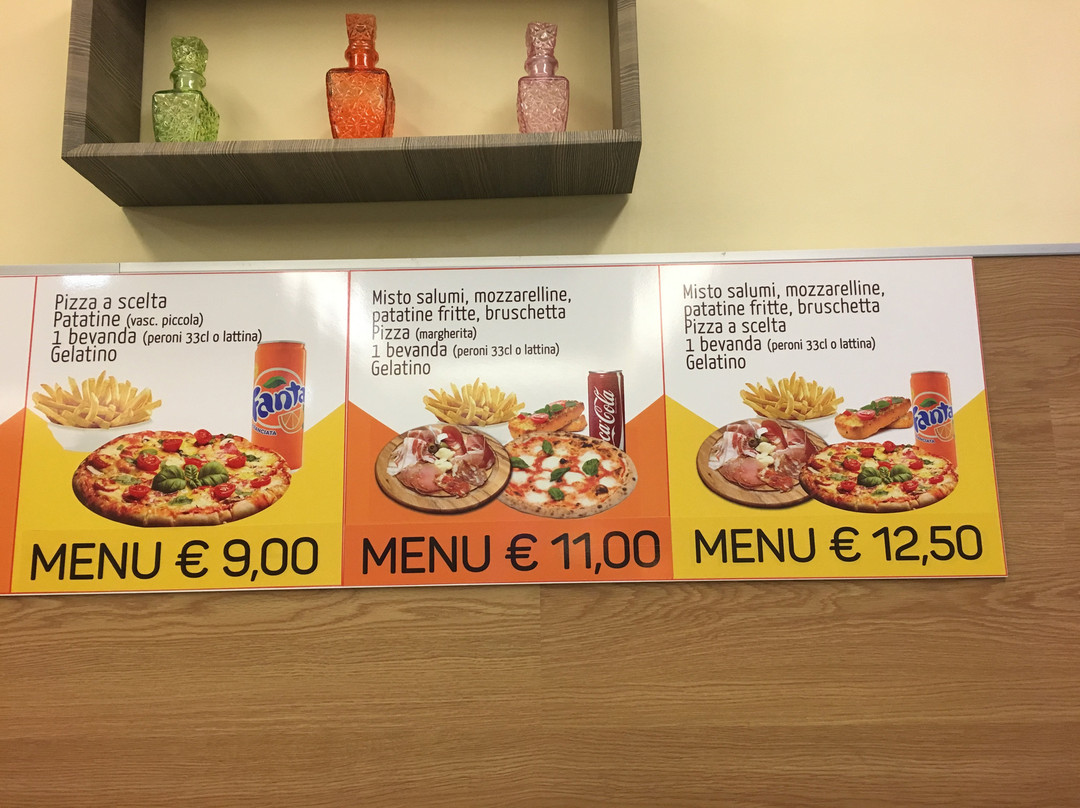 Pizza a scelta
Patatine (vasc. piccola)
1 bevanda (peroni 33cl o lattina)
Gelatino
Fanta
MENU € 9,00
Misto salumi, mozzarelline,
patatine fritte, bruschetta
Pizza (margherita)
1 bevanda (peroni 33cl o lattina)
Gelatino
Coca-Cola
MENU € 11,00
Misto salumi, mozzarelline,
patatine fritte, bruschetta
Pizza a scelta
1 bevanda (peroni 33cl o lattina)
Gelatino
Fanta
MENU € 12,50